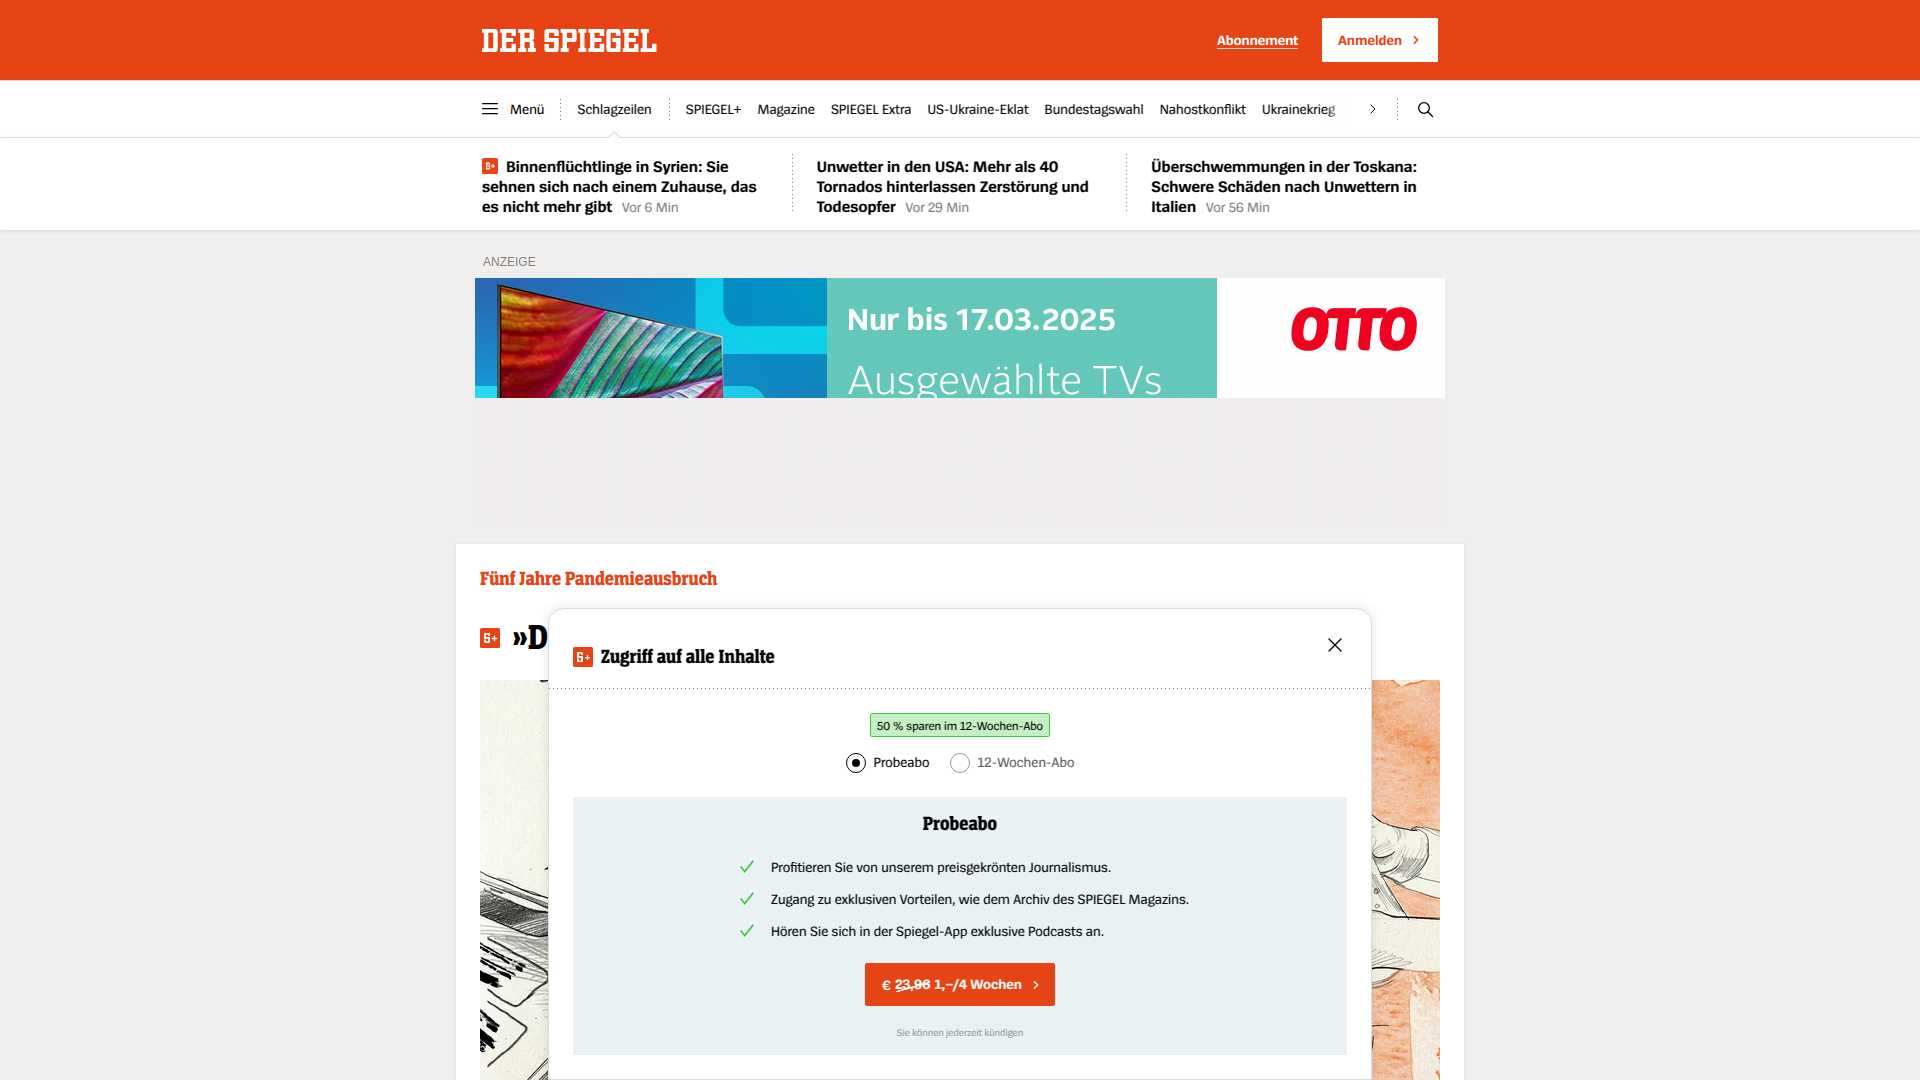 DER SPIEGEL
Abonnement
Anmelden
Menü
Schlagzeilen
SPIEGEL+
Magazine
SPIEGEL Extra
US-Ukraine-Eklat
Bundestagswahl
Nahostkonflikt
Ukrainekrieg
Binnenflüchtlinge in Syrien: Sie
sehnen sich nach einem Zuhause, das
es nicht mehr gibt Vor 6 Min
Unwetter in den USA: Mehr als 40
Tornados hinterlassen Zerstörung und
Todesopfer Vor 29 Min
Überschwemmungen in der Toskana:
Schwere Schäden nach Unwettern in
Italien Vor 56 Min
ANZEIGE
Nur bis 17.03.2025
Ausgewählte TVs
OTTO
Fünf Jahre Pandemieausbruch
»D
Zugriff auf alle Inhalte
50 % sparen im 12-Wochen-Abo
Probeabo
12-Wochen-Abo
Probeabo
Profitieren Sie von unserem preisgekrönten Journalismus.
Zugang zu exklusiven Vorteilen, wie dem Archiv des SPIEGEL Magazins.
Hören Sie sich in der Spiegel-App exklusive Podcasts an.
€ 23,96 1,–/4 Wochen
Sie können jederzeit kündigen